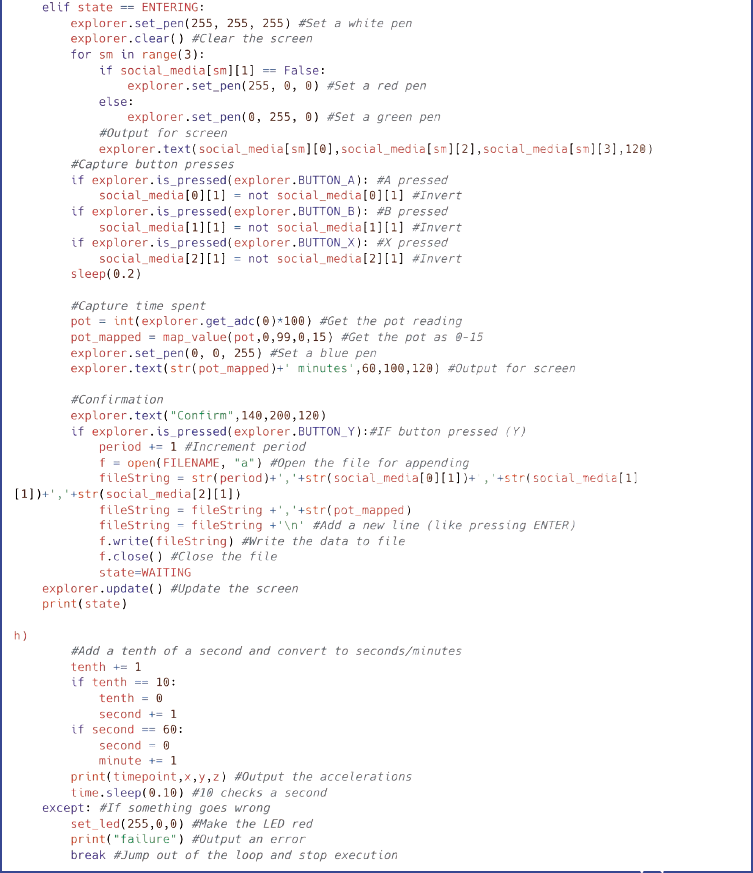 elif state == ENTERING:
        explorer.set_pen(255, 255, 255) #Set a white pen
        explorer.clear() #Clear the screen
        for sm in range(3):
            if social_media[sm][1] == False:
                explorer.set_pen(255, 0, 0) #Set a red pen
            else:
                explorer.set_pen(0, 255, 0) #Set a green pen
            #Output for screen
            explorer.text(social_media[sm][0],social_media[sm][2],social_media[sm][3],120)
        #Capture button presses
        if explorer.is_pressed(explorer.BUTTON_A): #A pressed
            social_media[0][1] = not social_media[0][1] #Invert
        if explorer.is_pressed(explorer.BUTTON_B): #B pressed
            social_media[1][1] = not social_media[1][1] #Invert
        if explorer.is_pressed(explorer.BUTTON_X): #X pressed
            social_media[2][1] = not social_media[2][1] #Invert
        sleep(0.2)

        #Capture time spent
        pot = int(explorer.get_adc(0)*100) #Get the pot reading
        pot_mapped = map_value(pot,0,99,0,15) #Get the pot as 0-15
        explorer.set_pen(0, 0, 255) #Set a blue pen
        explorer.text(str(pot_mapped)+' minutes',60,100,120) #Output for screen

        #Confirmation
        explorer.text("Confirm",140,200,120)
        if explorer.is_pressed(explorer.BUTTON_Y):#IF button pressed (Y)
            period += 1 #Increment period
            f = open(FILENAME, "a") #Open the file for appending
            fileString = str(period)+','+str(social_media[0][1])+ ,'+str(social_media[1]
[1])+','+str(social_media[2][1])
            fileString = fileString +','+str(pot_mapped)
            fileString = fileString +'\n' #Add a new line (like pressing ENTER)
            f.write(fileString) #Write the data to file
            f.close() #Close the file
            state=WAITING
    explorer.update() #Update the screen
    print(state)

h)
        #Add a tenth of a second and convert to seconds/minutes
        tenth += 1
        if tenth == 10:
            tenth = 0
            second += 1
        if second == 60:
            second = 0
            minute += 1
        print(timepoint,x,y,z) #Output the accelerations
        time.sleep(0.10) #10 checks a second
    except: #If something goes wrong
        set_led(255,0,0) #Make the LED red
        print("failure") #Output an error
        break #Jump out of the loop and stop execution